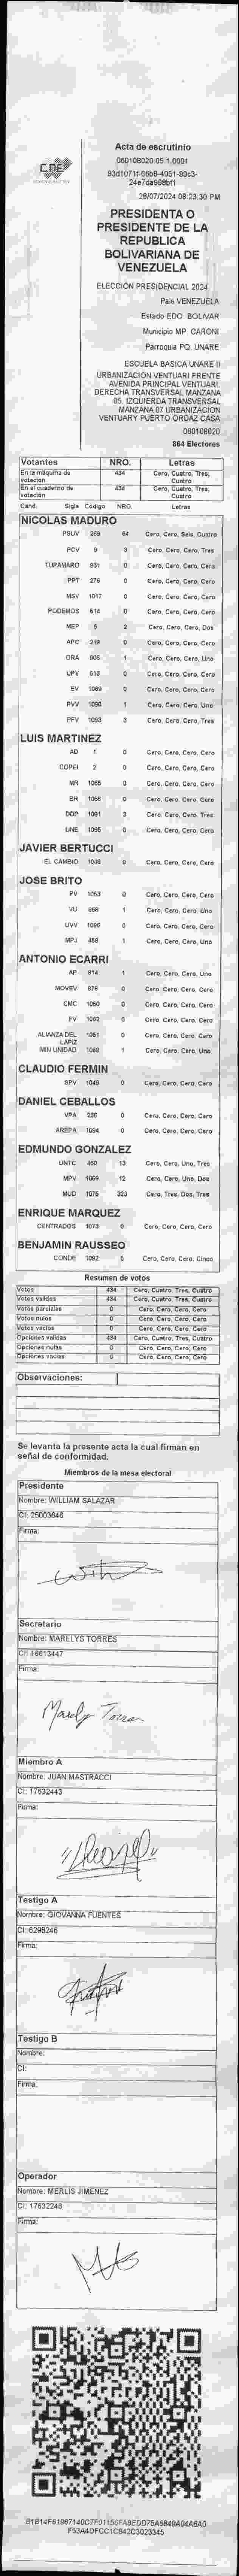 CNE
Acta de escrutinio
060108020.05.1.0001
28/07/2024 08:23:30 PM
PRESIDENTA O
PRESIDENTE DE LA
REPUBLICA
BOLIVARIANA DE
VENEZUELA
ELECCIÓN PRESIDENCIAL 2024
País VENEZUELA
Estado EDO. BOLIVAR
Municipio MP. CARONI
Parroquia PQ. UNARE
ESCUELA BASICA UNARE II
URBANIZACIÓN VENTUARI FRENTE
AVENIDA PRINCIPAL VENTUARI.
DERECHA TRANSVERSAL MANZANA
05. IZQUIERDA TRANSVERSAL
MANZANA 07 URBANIZACION
VENTUARY PUERTO ORDAZ CASA
060108020
864 Electores
Votantes NRO. Letras
En la máquina de votación 434 Cero, Cuatro, Tres, Cuatro
En el cuaderno de votación 434 Cero, Cuatro, Tres, Cuatro
Cand. Sigla Código NRO. Letras
NICOLAS MADURO
PSUV 269 64 Cero, Cero, Seis, Cuatro
PCV 9 3 Cero, Cero, Cero, Tres
TUPAMARO 931 0 Cero, Cero, Cero, Cero
PPT 276 0 Cero, Cero, Cero, Cero
MSV 1017 0 Cero, Cero, Cero, Cero
PODEMOS 514 0 Cero, Cero, Cero, Cero
MEP 6 2 Cero, Cero, Cero, Dos
APC 219 0 Cero, Cero, Cero, Cero
ORA 905 1 Cero, Cero, Cero, Uno
UPV 513 0 Cero, Cero, Cero, Cero
EV 1089 0 Cero, Cero, Cero, Cero
PVV 1090 1 Cero, Cero, Cero, Uno
PFV 1093 3 Cero, Cero, Cero, Tres
LUIS MARTINEZ
AD 1 0 Cero, Cero, Cero, Cero
COPEI 2 0 Cero, Cero, Cero, Cero
MR 1065 0 Cero, Cero, Cero, Cero
BR 1066 0 Cero, Cero, Cero, Cero
DDP 1091 3 Cero, Cero, Cero, Tres
UNE 1095 0 Cero, Cero, Cero, Cero
JAVIER BERTUCCI
EL CAMBIO 1048 0 Cero, Cero, Cero, Cero
JOSE BRITO
PV 1053 0 Cero, Cero, Cero, Cero
VU 868 1 Cero, Cero, Cero, Uno
UVV 1096 0 Cero, Cero, Cero, Cero
MPJ 459 1 Cero, Cero, Cero, Uno
ANTONIO ECARRI
AP 614 1 Cero, Cero, Cero, Uno
MOVEV 976 0 Cero, Cero, Cero, Cero
CMC 1050 0 Cero, Cero, Cero, Cero
FV 1062 0 Cero, Cero, Cero, Cero
ALIANZA DEL LÁPIZ 1051 0 Cero, Cero, Cero, Cero
MIN UNIDAD 1069 1 Cero, Cero, Cero, Uno
CLAUDIO FERMIN
SPV 1049 0 Cero, Cero, Cero, Cero
DANIEL CEBALLOS
VPA 236 0 Cero, Cero, Cero, Cero
AREPA 1094 0 Cero, Cero, Cero, Cero
EDMUNDO GONZALEZ
UNTC 460 13 Cero, Cero, Uno, Tres
MPV 1069 12 Cero, Cero, Uno, Dos
MUD 1075 323 Cero, Tres, Dos, Tres
ENRIQUE MARQUEZ
CENTRADOS 1073 0 Cero, Cero, Cero, Cero
BENJAMIN RAUSSEO
CONDE 1092 5 Cero, Cero, Cero, Cinco
Resumen de votos
Votos 434 Cero, Cuatro, Tres, Cuatro
Votos validos 434 Cero, Cuatro, Tres, Cuatro
Votos parciales 0 Cero, Cero, Cero, Cero
Votos nulos 0 Cero, Cero, Cero, Cero
Votos vacíos 0 Cero, Cero, Cero, Cero
Opciones validas 434 Cero, Cuatro, Tres, Cuatro
Opciones nulas 0 Cero, Cero, Cero, Cero
Opciones vacías 0 Cero, Cero, Cero, Cero
Observaciones:
Se levanta la presente acta la cual firman en
señal de conformidad.
Miembros de la mesa electoral
Presidente
Nombre: WILLIAM SALAZAR
CI: 25003646
Firma:
Secretario
Nombre: MARELYS TORRES
CI: 16613447
Firma:
Marely Torres
Miembro A
Nombre: JUAN MASTRACCI
CI: 17632443
Firma:
Testigo A
Nombre: GIOVANNA FUENTES
CI: 6298246
Firma:
Testigo B
Nombre:
CI:
Firma:
Operador
Nombre: MERLIS JIMENEZ
CI: 17632246
Firma: